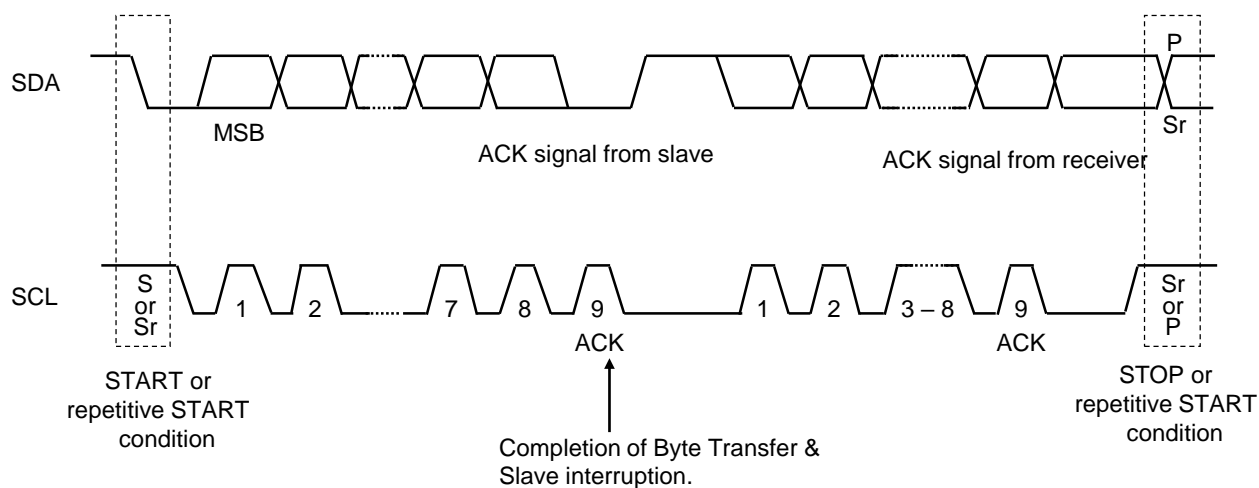 P
SDA
MSB
Sr
ACK signal from slave
ACK signal from receiver
SCL
S
or
Sr
1
2
7
8
9
1
2
3 – 8
9
Sr
or
P
ACK
ACK
START or
repetitive START
condition
STOP or
repetitive START
condition
Completion of Byte Transfer &
Slave interruption.